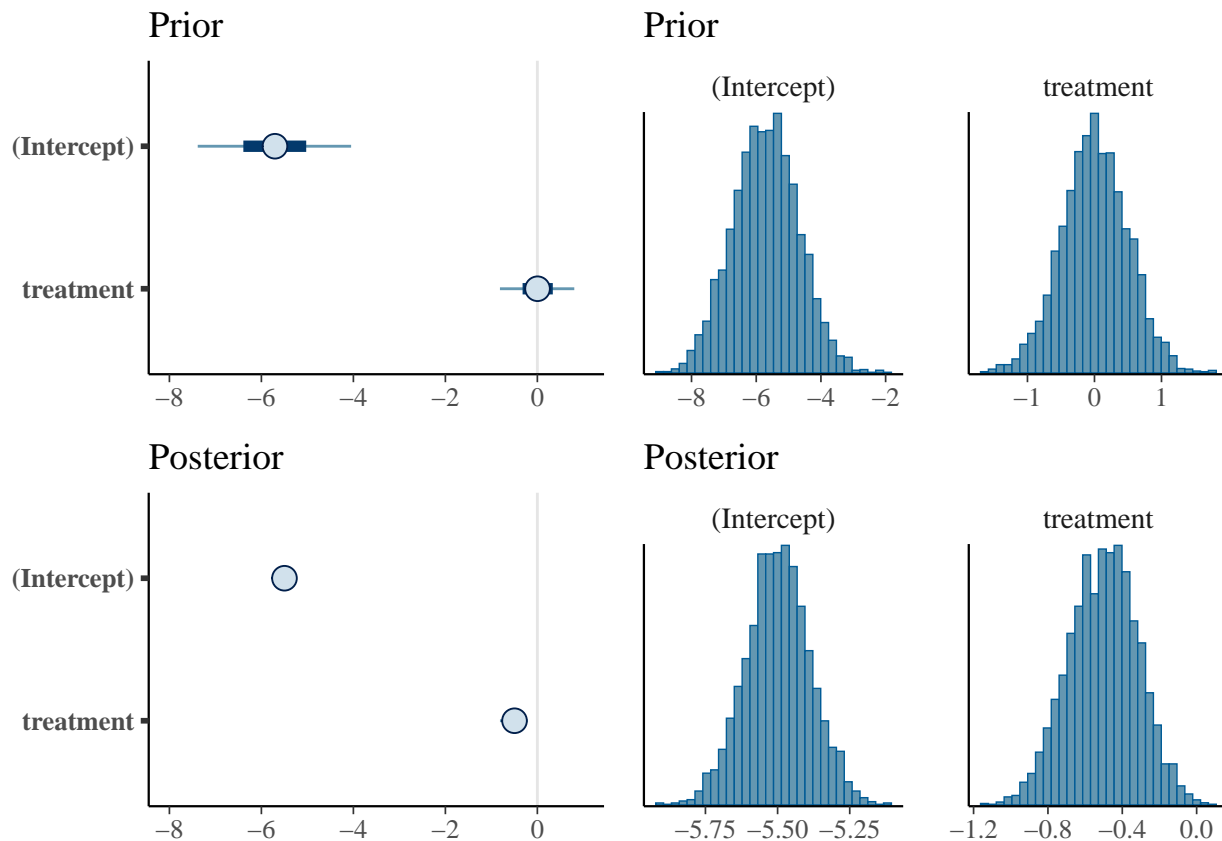 Prior
(Intercept)
treatment
−8 −6 −4 −2 0
Prior
(Intercept)
−8 −6 −4 −2
treatment
−1 0 1
Posterior
(Intercept)
treatment
−8 −6 −4 −2 0
Posterior
(Intercept)
−5.75 −5.50 −5.25
treatment
−1.2 −0.8 −0.4 0.0